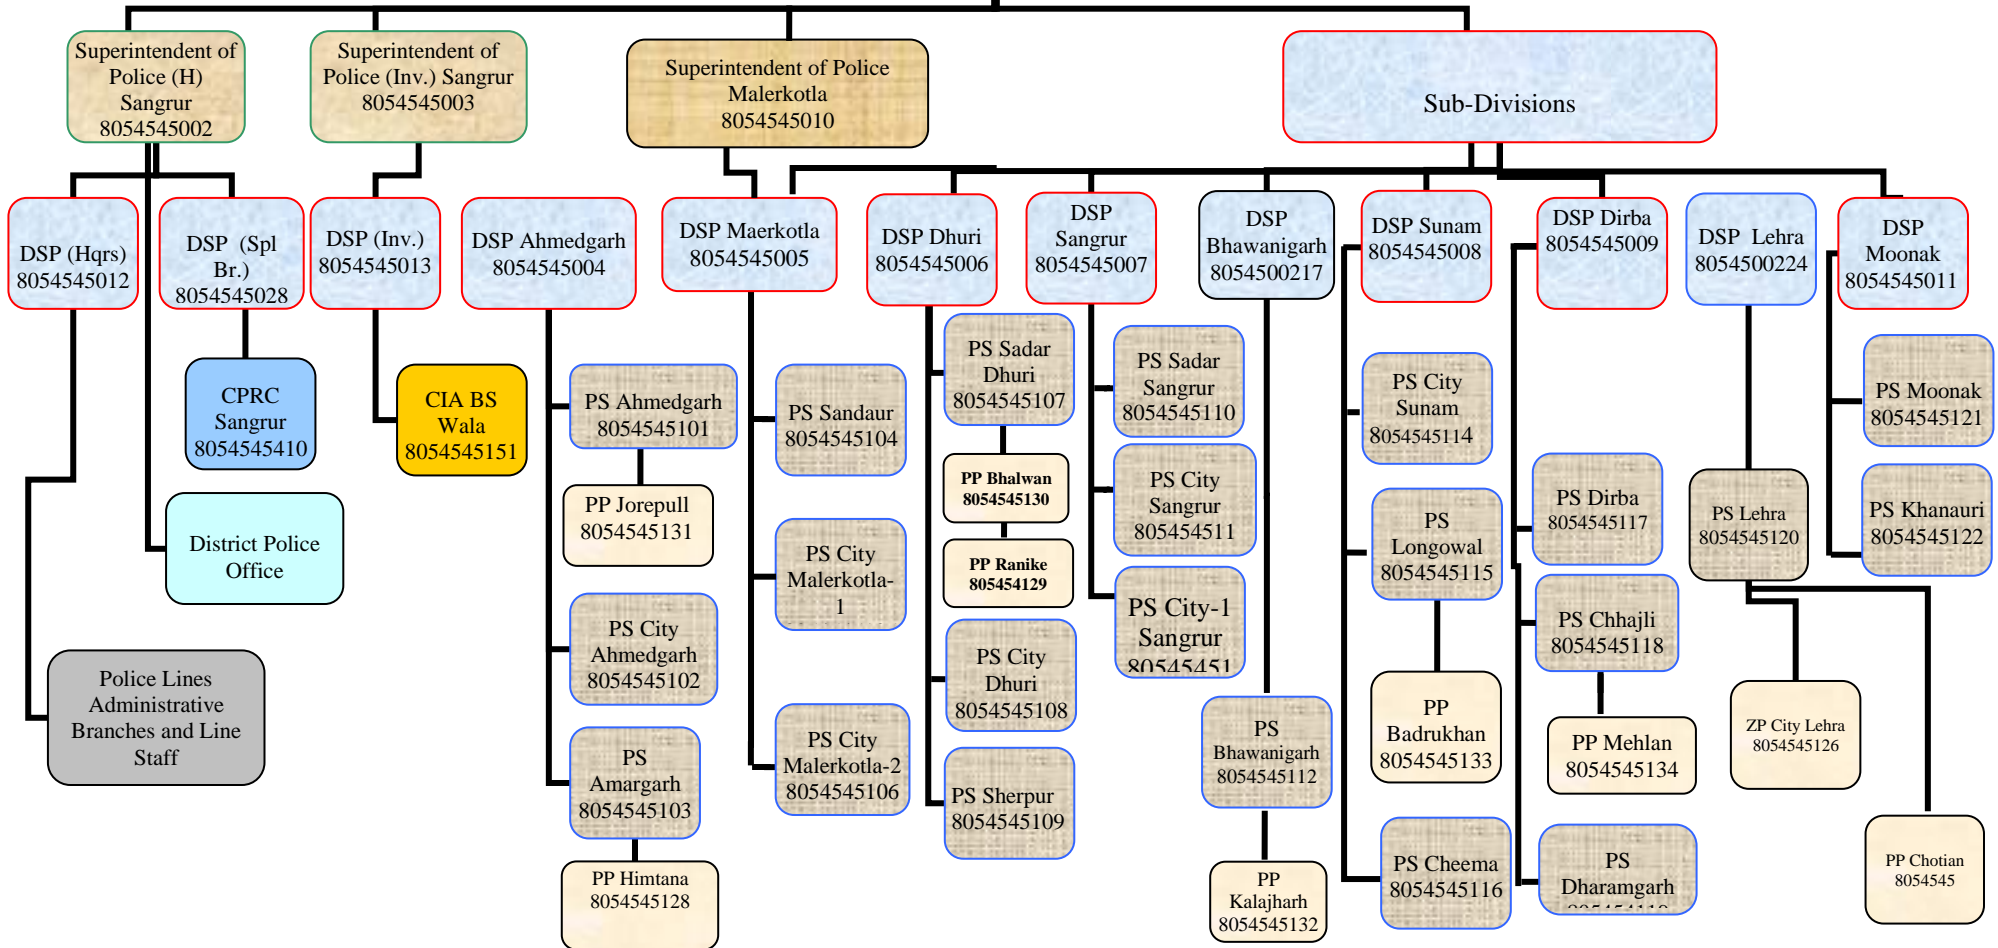 Superintendent of
Police (H)
Sangrur
8054545002
Superintendent of
Police (Inv.) Sangrur
8054545003
Superintendent of Police
Malerkotla
8054545010
Sub-Divisions
DSP (Hqrs)
8054545012
DSP (Spl
Br.)
8054545028
DSP (Inv.)
8054545013
DSP Ahmedgarh
8054545004
DSP Maerkotla
8054545005
DSP Dhuri
8054545006
DSP
Sangrur
8054545007
DSP
Bhawanigarh
8054500217
DSP Sunam
8054545008
DSP Dirba
8054545009
DSP Lehra
8054500224
DSP
Moonak
8054545011
CPRC
Sangrur
8054545410
District Police
Office
Police Lines
Administrative
Branches and Line
Staff
CIA BS
Wala
8054545151
PS Ahmedgarh
8054545101
PP Jorepull
8054545131
PS City
Ahmedgarh
8054545102
PS
Amargarh
8054545103
PP Himtana
8054545128
PS Sandaur
8054545104
PS City
Malerkotla-
1
PS City
Malerkotla-2
8054545106
PS Sadar
Dhuri
8054545107
PP Bhalwan
8054545130
PP Ranike
805454129
PS City
Dhuri
8054545108
PS Sherpur
8054545109
PS Sadar
Sangrur
8054545110
PS City
Sangrur
805454511
PS City-1
Sangrur
80545451
PS
Bhawanigarh
8054545112
PP
Kalajharh
8054545132
PS City
Sunam
8054545114
PS
Longowal
8054545115
PP
Badrukhan
8054545133
PS Cheema
8054545116
PS Dirba
8054545117
PS Chhajli
8054545118
PP Mehlan
8054545134
PS
Dharamgarh
PS Lehra
8054545120
ZP City Lehra
8054545126
PP Chotian
8054545
PS Moonak
8054545121
PS Khanauri
8054545122